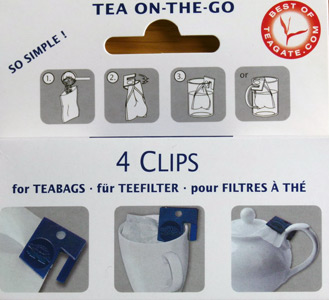 TEA ON-THE-GO
SO SIMPLE !
BEST OF
TEAGATE.COM
1.
2.
3.
or
4 CLIPS
for TEABAGS · für TEEFILTER · pour FILTRES À THÉ